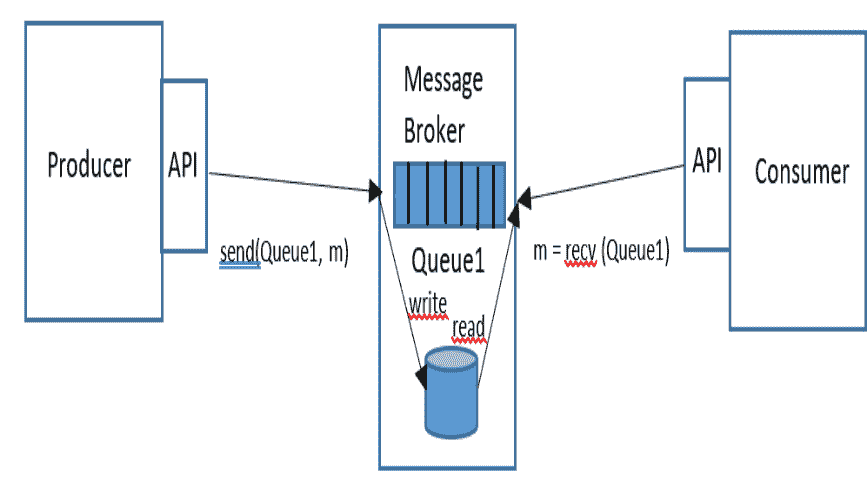 Producer
API
send(Queue1, m)
Message
Broker
Queue1
write
read
m = recv (Queue1)
API
Consumer